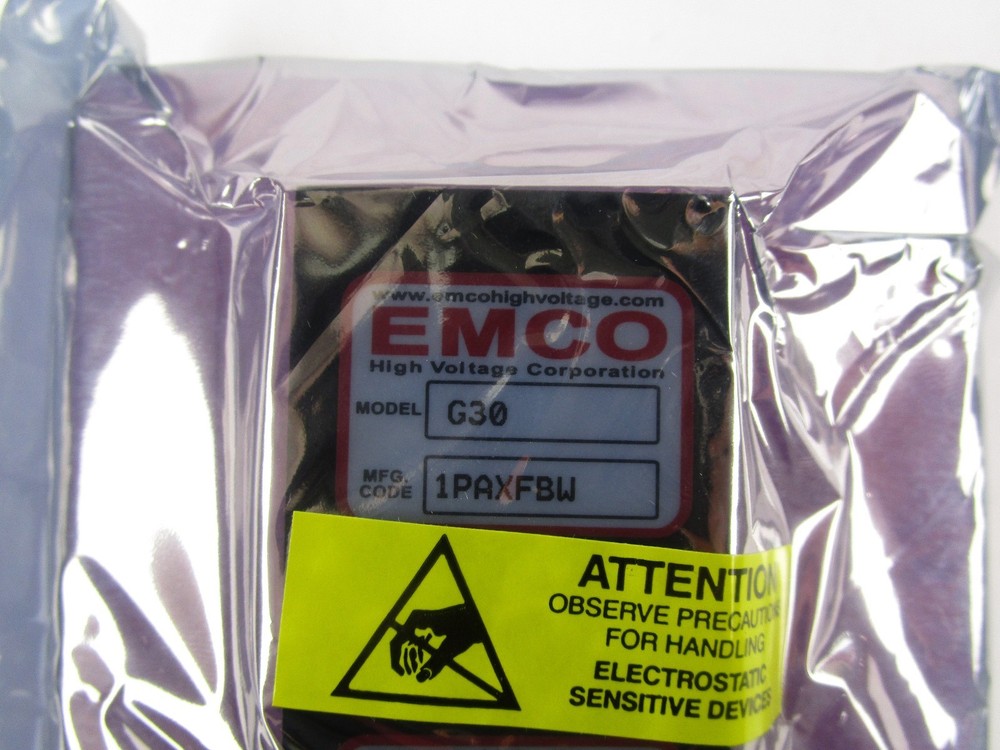 www.emcohighvoltage.com
EMCO
High Voltage Corporation
MODEL G30
MFG. CODE 1PAXFBW
ATTENTION
OBSERVE PRECAUTIONS
FOR HANDLING
ELECTROSTATIC
SENSITIVE DEVICES